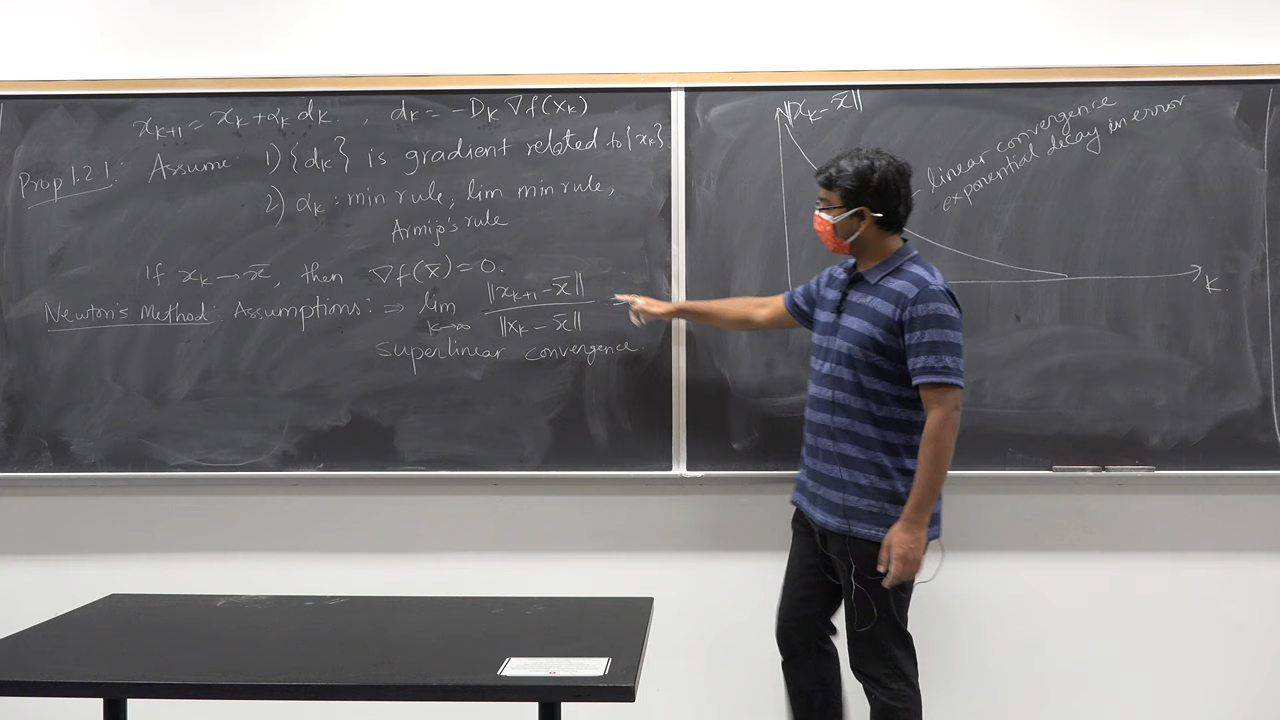 x_{k+1} = x_k + α_k d_k , d_k = -D_k ∇f(x_k)
Prop 1.2.1: Assume 1) {d_k} is gradient related to {x_k}.
2) α_k : min rule, lim min rule,
Armijo's rule
If x_k → x̄, then ∇f(x̄) = 0.
Newton's Method: Assumptions: ⇒ lim_{k→∞} ‖x_{k+1} - x̄‖ / ‖x_k - x̄‖
superlinear convergence.
‖x_k - x̄‖
linear convergence
exponential decay in error
k.